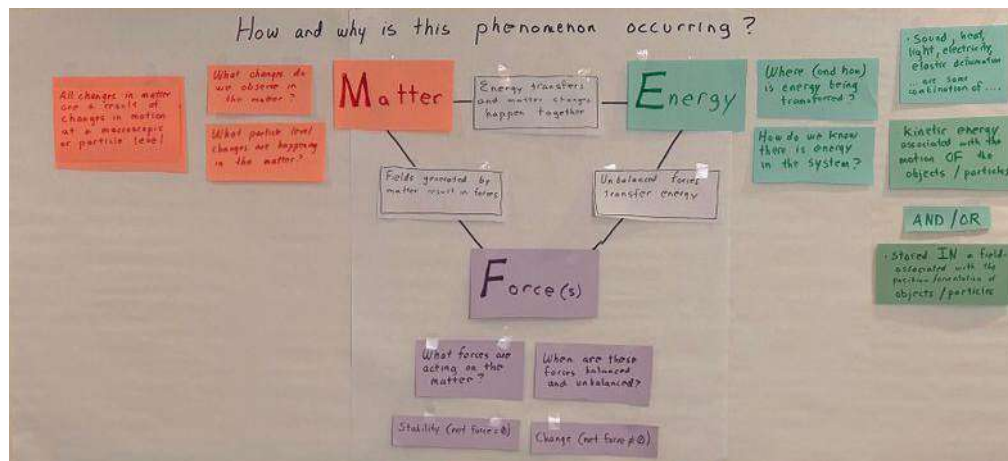 How and why is this phenomenon occurring?
All changes in matter
are a result of
changes in motion
at a macroscopic
or particle level
What changes do
we observe in
the matter?
What particle level
changes are happening
in the matter?
Matter
Energy transfers
and matter changes
happen together
Energy
Where (and how)
is energy being
transferred?
How do we know
there is energy
in the system?
• Sound, heat,
light, electricity,
elastic deformation
are some
combination of ....
Kinetic energy
associated with the
motion OF the
objects / particles
AND/OR
• Stored IN a field-
associated with the
position/orientation of
objects/particles
Fields generated by
matter result in forces
Unbalanced forces
transfer energy
Force(s)
What forces are
acting on the
matter?
When are these
forces balanced
and unbalanced?
Stability (net force = 0)
Change (net force ≠ 0)